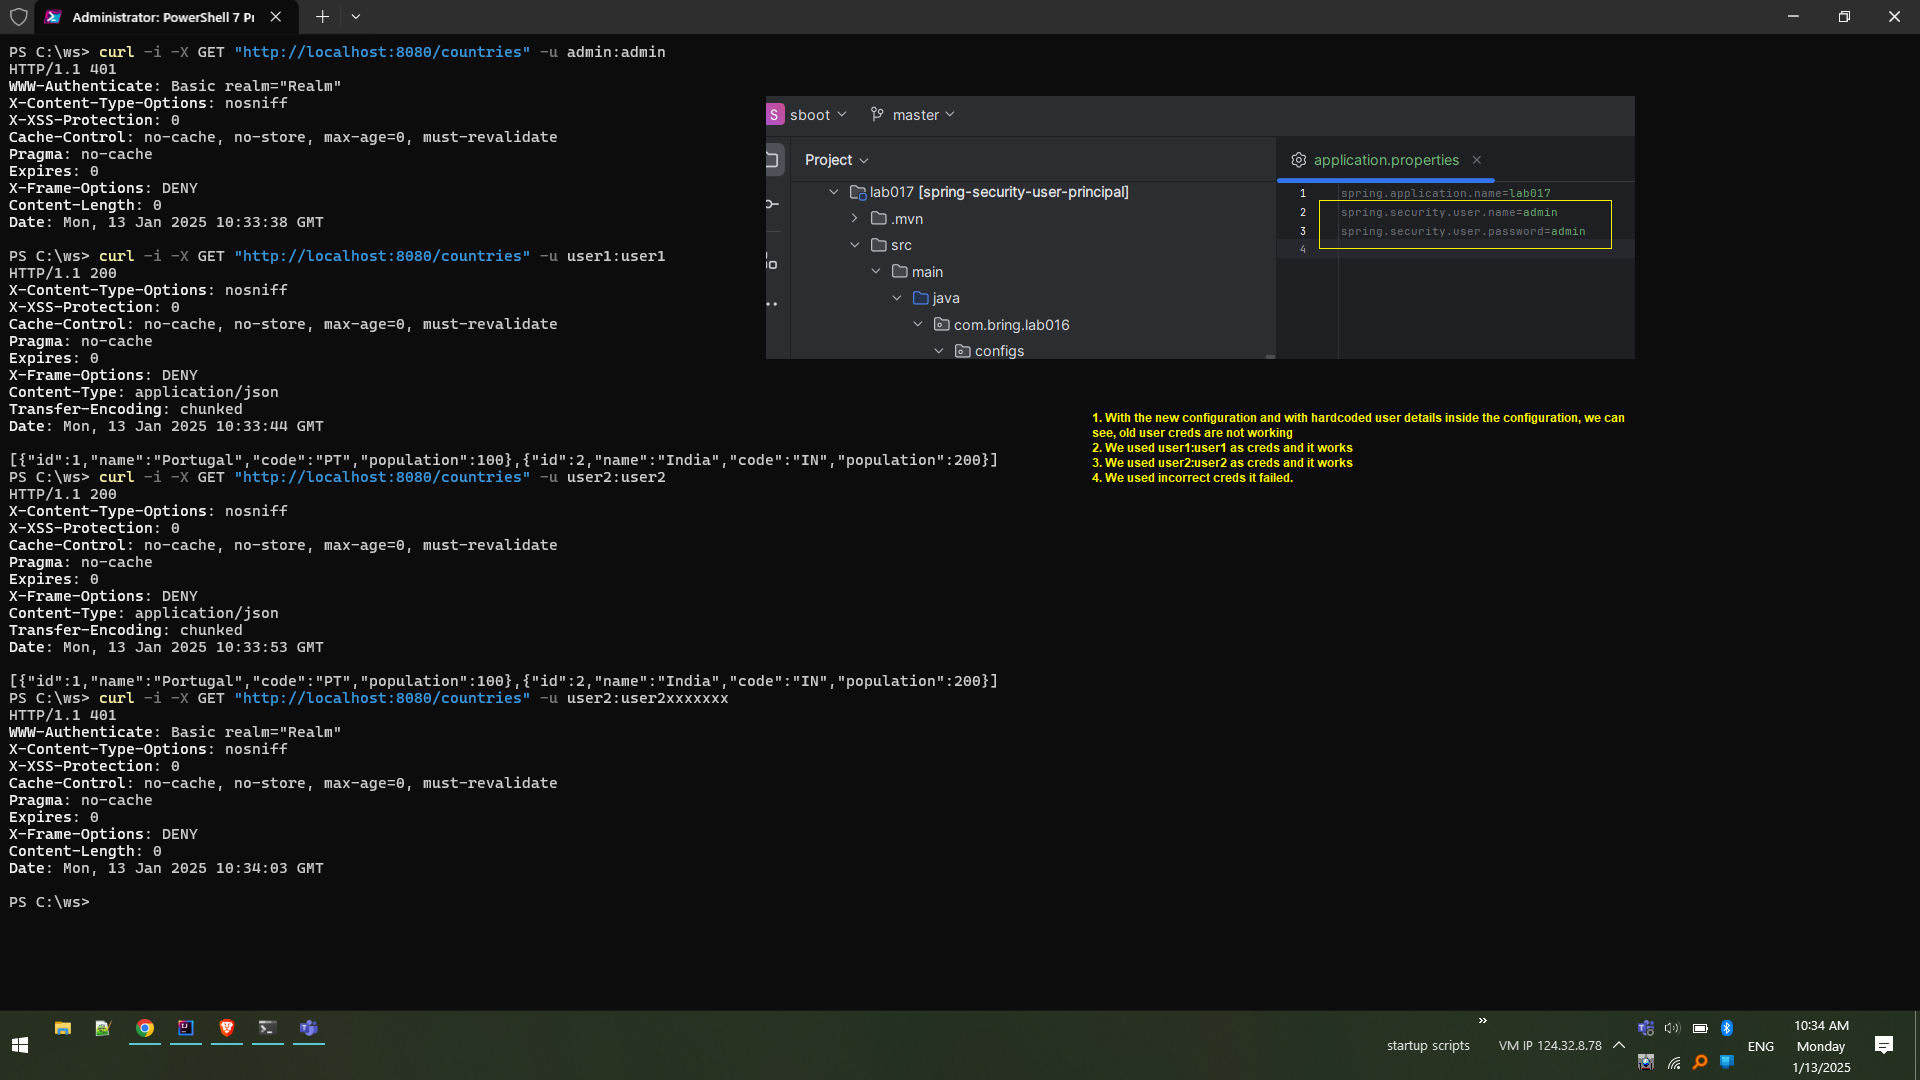 Administrator: PowerShell 7 Pr
PS C:\ws> curl -i -X GET "http://localhost:8080/countries" -u admin:admin
HTTP/1.1 401
WWW-Authenticate: Basic realm="Realm"
X-Content-Type-Options: nosniff
X-XSS-Protection: 0
Cache-Control: no-cache, no-store, max-age=0, must-revalidate
Pragma: no-cache
Expires: 0
X-Frame-Options: DENY
Content-Length: 0
Date: Mon, 13 Jan 2025 10:33:38 GMT
PS C:\ws> curl -i -X GET "http://localhost:8080/countries" -u user1:user1
HTTP/1.1 200
X-Content-Type-Options: nosniff
X-XSS-Protection: 0
Cache-Control: no-cache, no-store, max-age=0, must-revalidate
Pragma: no-cache
Expires: 0
X-Frame-Options: DENY
Content-Type: application/json
Transfer-Encoding: chunked
Date: Mon, 13 Jan 2025 10:33:44 GMT
[{"id":1,"name":"Portugal","code":"PT","population":100},{"id":2,"name":"India","code":"IN","population":200}]
PS C:\ws> curl -i -X GET "http://localhost:8080/countries" -u user2:user2
HTTP/1.1 200
X-Content-Type-Options: nosniff
X-XSS-Protection: 0
Cache-Control: no-cache, no-store, max-age=0, must-revalidate
Pragma: no-cache
Expires: 0
X-Frame-Options: DENY
Content-Type: application/json
Transfer-Encoding: chunked
Date: Mon, 13 Jan 2025 10:33:53 GMT
[{"id":1,"name":"Portugal","code":"PT","population":100},{"id":2,"name":"India","code":"IN","population":200}]
PS C:\ws> curl -i -X GET "http://localhost:8080/countries" -u user2:user2xxxxxxx
HTTP/1.1 401
WWW-Authenticate: Basic realm="Realm"
X-Content-Type-Options: nosniff
X-XSS-Protection: 0
Cache-Control: no-cache, no-store, max-age=0, must-revalidate
Pragma: no-cache
Expires: 0
X-Frame-Options: DENY
Content-Length: 0
Date: Mon, 13 Jan 2025 10:34:03 GMT
PS C:\ws>
S sboot master
Project
lab017 [spring-security-user-principal]
.mvn
src
main
java
com.bring.lab016
configs
application.properties
1 spring.application.name=lab017
2 spring.security.user.name=admin
3 spring.security.user.password=admin
4
1. With the new configuration and with hardcoded user details inside the configuration, we can
see, old user creds are not working
2. We used user1:user1 as creds and it works
3. We used user2:user2 as creds and it works
4. We used incorrect creds it failed.
startup scripts
VM IP 124.32.8.78
ENG
10:34 AM
Monday
1/13/2025